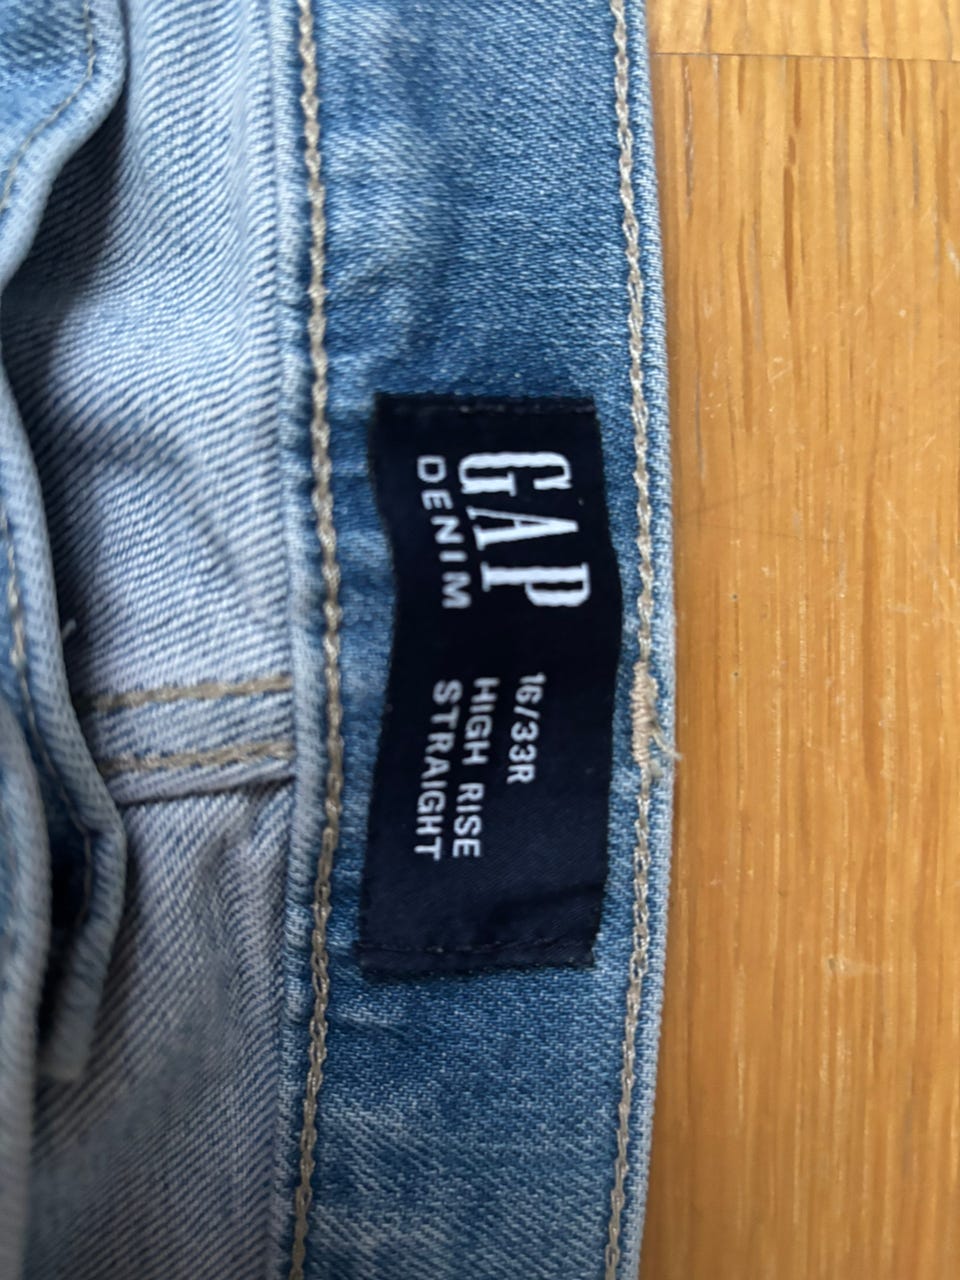 GAP
DENIM
16/33R
HIGH RISE
STRAIGHT